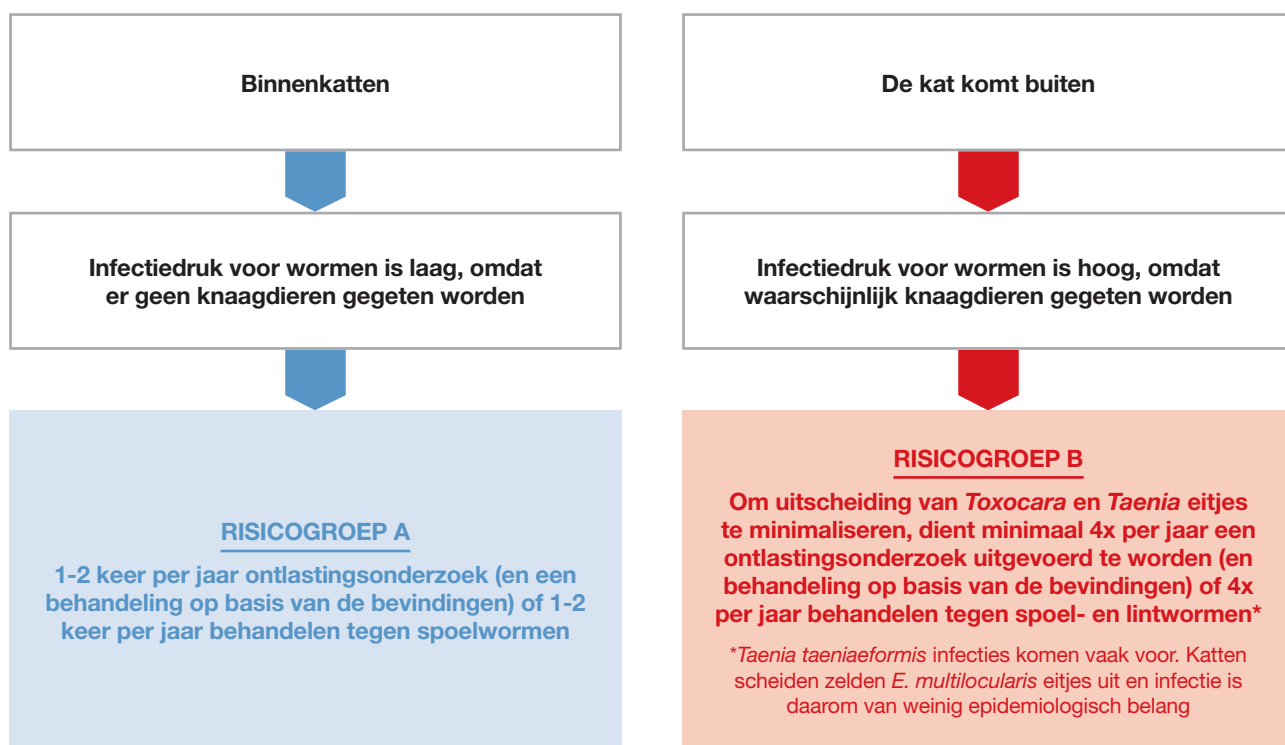 Binnenkatten
Infectiedruk voor wormen is laag, omdat
er geen knaagdieren gegeten worden
RISICOGROEP A
1-2 keer per jaar ontlastingsonderzoek (en een
behandeling op basis van de bevindingen) of 1-2
keer per jaar behandelen tegen spoelwormen
De kat komt buiten
Infectiedruk voor wormen is hoog, omdat
waarschijnlijk knaagdieren gegeten worden
RISICOGROEP B
Om uitscheiding van Toxocara en Taenia eitjes
te minimaliseren, dient minimaal 4x per jaar een
ontlastingsonderzoek uitgevoerd te worden (en
behandeling op basis van de bevindingen) of 4x
per jaar behandelen tegen spoel- en lintwormen*
*Taenia taeniaeformis infecties komen vaak voor. Katten
scheiden zelden E. multilocularis eitjes uit en infectie is
daarom van weinig epidemiologisch belang